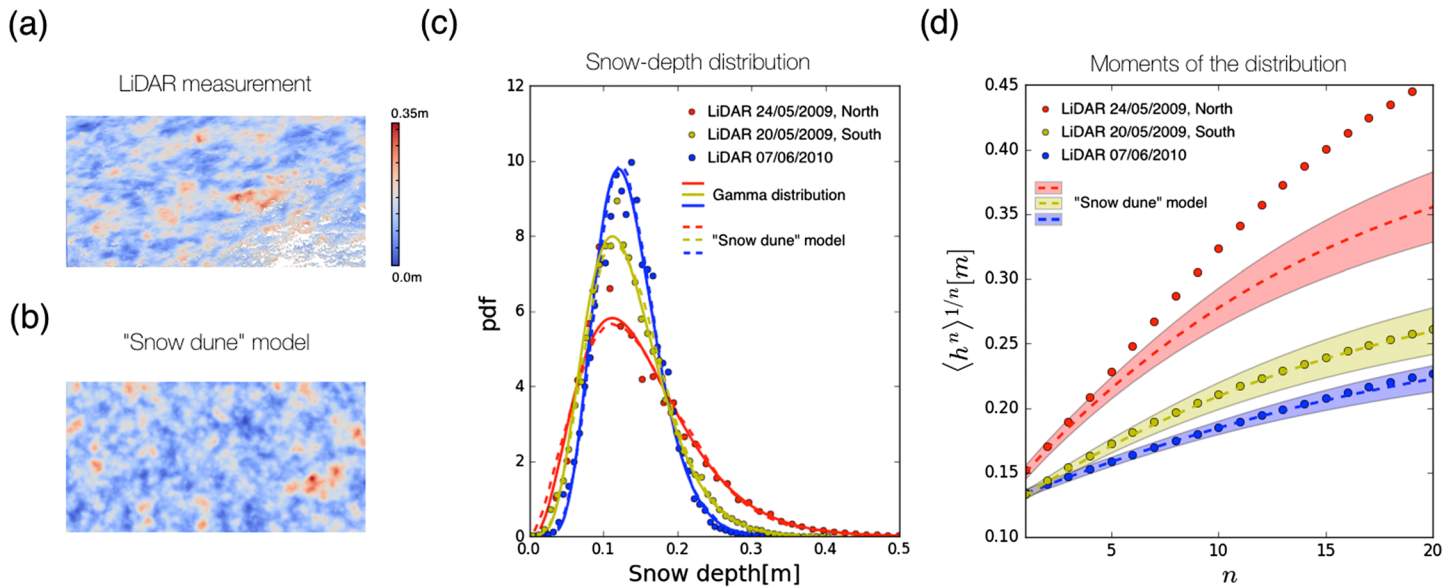 (a)
LiDAR measurement
0.35m
0.0m
(b)
"Snow dune" model
(c)
Snow-depth distribution
12
10
8
6
4
2
0
0.0
0.1
0.2
0.3
0.4
0.5
pdf
Snow depth[m]
LiDAR 24/05/2009, North
LiDAR 20/05/2009, South
LiDAR 07/06/2010
Gamma distribution
"Snow dune" model
(d)
Moments of the distribution
0.45
0.40
0.35
0.30
0.25
0.20
0.15
0.10
5
10
15
20
⟨hⁿ⟩¹/ⁿ[m]
n
LiDAR 24/05/2009, North
LiDAR 20/05/2009, South
LiDAR 07/06/2010
"Snow dune" model